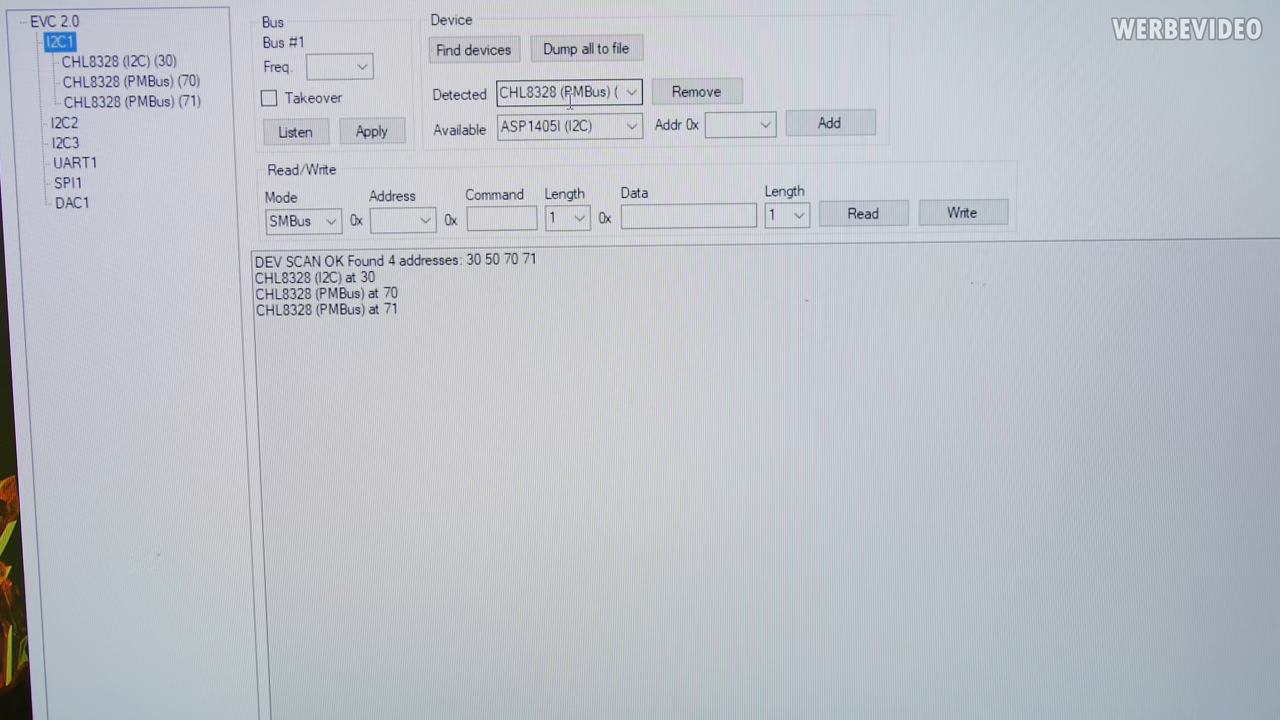 WERBEVIDEO
EVC 2.0
I2C1
CHL8328 (I2C) (30)
CHL8328 (PMBus) (70)
CHL8328 (PMBus) (71)
I2C2
I2C3
UART1
SPI1
DAC1
Bus
Bus #1
Freq.
Takeover
Listen Apply
Device
Find devices Dump all to file
Detected CHL8328 (PMBus) ( Remove
Available ASP1405I (I2C) Addr 0x Add
Read/Write
Mode Address Command Length Data Length
SMBus 0x 0x 1 0x 1 Read Write
DEV SCAN OK Found 4 addresses: 30 50 70 71
CHL8328 (I2C) at 30
CHL8328 (PMBus) at 70
CHL8328 (PMBus) at 71